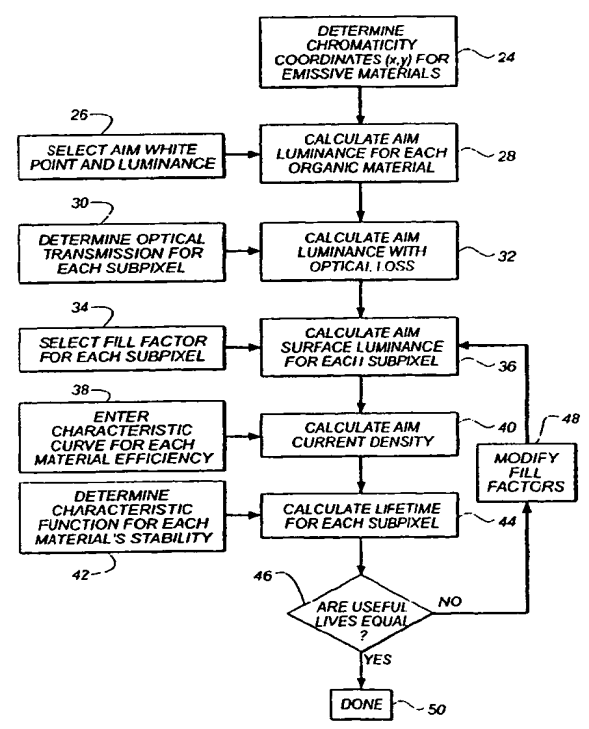 DETERMINE
CHROMATICITY
COORDINATES (x,y) FOR
EMISSIVE MATERIALS
24
26
SELECT AIM WHITE
POINT AND LUMINANCE
CALCULATE AIM
LUMINANCE FOR EACH
ORGANIC MATERIAL
28
30
DETERMINE OPTICAL
TRANSMISSION FOR
EACH SUBPIXEL
CALCULATE AIM
LUMINANCE WITH
OPTICAL LOSS
32
34
SELECT FILL FACTOR
FOR EACH SUBPIXEL
CALCULATE AIM
SURFACE LUMINANCE
FOR EACH SUBPIXEL
36
38
ENTER
CHARACTERISTIC
CURVE FOR EACH
MATERIAL EFFICIENCY
CALCULATE AIM
CURRENT DENSITY
40
48
MODIFY
FILL
FACTORS
DETERMINE
CHARACTERISTIC
FUNCTION FOR EACH
MATERIAL'S STABILITY
42
CALCULATE LIFETIME
FOR EACH SUBPIXEL
44
46
ARE USEFUL
LIVES EQUAL
?
NO
YES
DONE
50